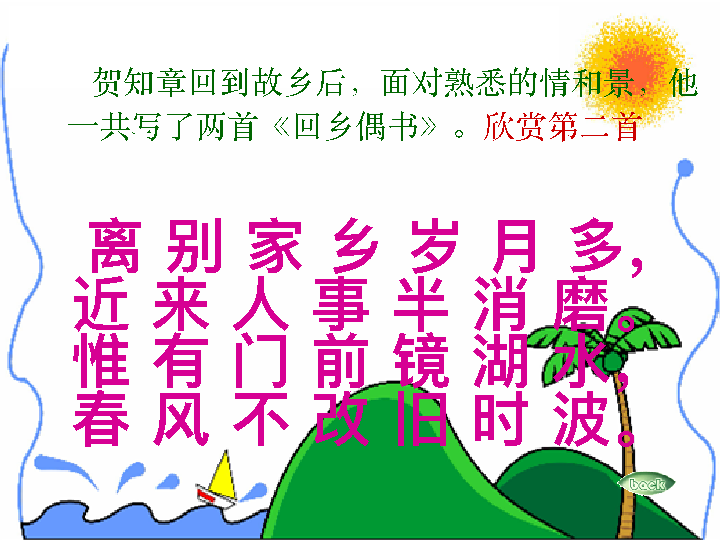 贺知章回到故乡后，面对熟悉的情和景，他
一共写了两首《回乡偶书》。欣赏第二首
离别家乡岁月多，
近来人事半消磨。
惟有门前镜湖水，
春风不改旧时波。
back